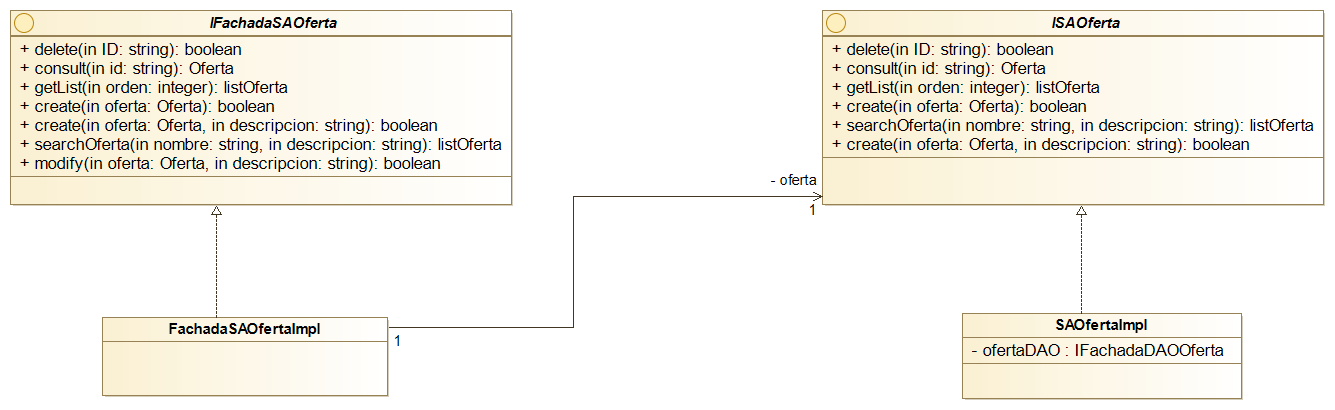 IFachadaSAOferta
+ delete(in ID: string): boolean
+ consult(in id: string): Oferta
+ getList(in orden: integer): listOferta
+ create(in oferta: Oferta): boolean
+ create(in oferta: Oferta, in descripcion: string): boolean
+ searchOferta(in nombre: string, in descripcion: string): listOferta
+ modify(in oferta: Oferta, in descripcion: string): boolean
ISAOferta
+ delete(in ID: string): boolean
+ consult(in id: string): Oferta
+ getList(in orden: integer): listOferta
+ create(in oferta: Oferta): boolean
+ searchOferta(in nombre: string, in descripcion: string): listOferta
+ create(in oferta: Oferta, in descripcion: string): boolean
- oferta
1
FachadaSAOfertaImpl
1
SAOfertaImpl
- ofertaDAO : IFachadaDAOOferta